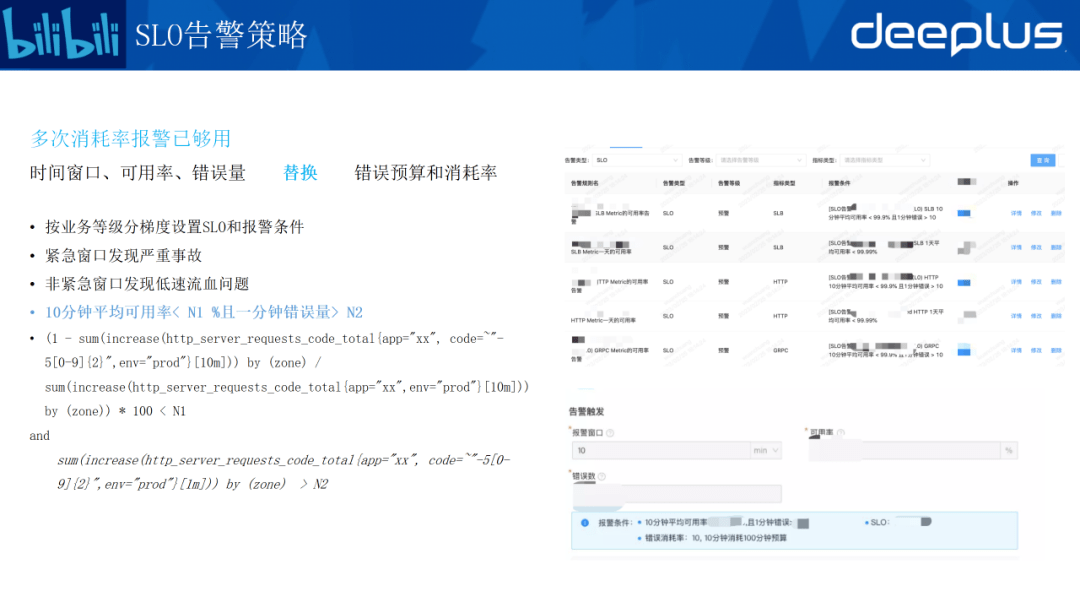 bilibili
SLO告警策略
deeplus
多次消耗率报警已够用
时间窗口、可用率、错误量 替换 错误预算和消耗率
• 按业务等级分梯度设置SLO和报警条件
• 紧急窗口发现严重事故
• 非紧急窗口发现低速流血问题
• 10分钟平均可用率< N1 %且一分钟错误量> N2
• (1 - sum(increase(http_server_requests_code_total{app="xx", code=~"-
5[0-9]{2}",env="prod"}[10m])) by (zone) /
sum(increase(http_server_requests_code_total{app="xx",env="prod"}[10m]))
by (zone)) * 100 < N1
and
sum(increase(http_server_requests_code_total{app="xx", code=~"-5[0-
9]{2}",env="prod"}[1m])) by (zone) > N2
告警类型: SLO 告警等级: 请选择告警等级 指标类型: 请选择指标类型 查询
告警规则名 告警类型 告警等级 指标类型 报警条件 操作
SLB Metric的可用率告警 SLO 预警 SLB [SLO告警 .0) SLB 10
分钟平均可用率 < 99.9% 且1分钟错误 > 10 详情 修改 删除
SLB Metric一天的可用率 SLO 预警 SLB [SLO告警 SLB 1天平
均可用率 < 99.99% 详情 修改 删除
HTTP Metric的可用率
告警 SLO 预警 HTTP [SLO告警 .0) HTTP
10分钟平均可用率 < 99.9% 且1分钟错误 > 10 详情 修改 删除
HTTP Metric一天的可用率 SLO 预警 HTTP [SLO告警 HTTP 1天平
均可用率 < 99.99% 详情 修改 删除
.0) GRPC Metric的可用率
告警 SLO 预警 GRPC [SLO告警 .0) GRPC
10分钟平均可用率 < 99.9% 且1分钟错误 > 10 详情 修改 删除
告警触发
* 报警窗口 * 可用率
10 min %
* 错误数
报警条件: • 10分钟平均可用率 ,且1分钟错误: • SLO:
• 错误消耗率: 10, 10分钟消耗100分钟预算